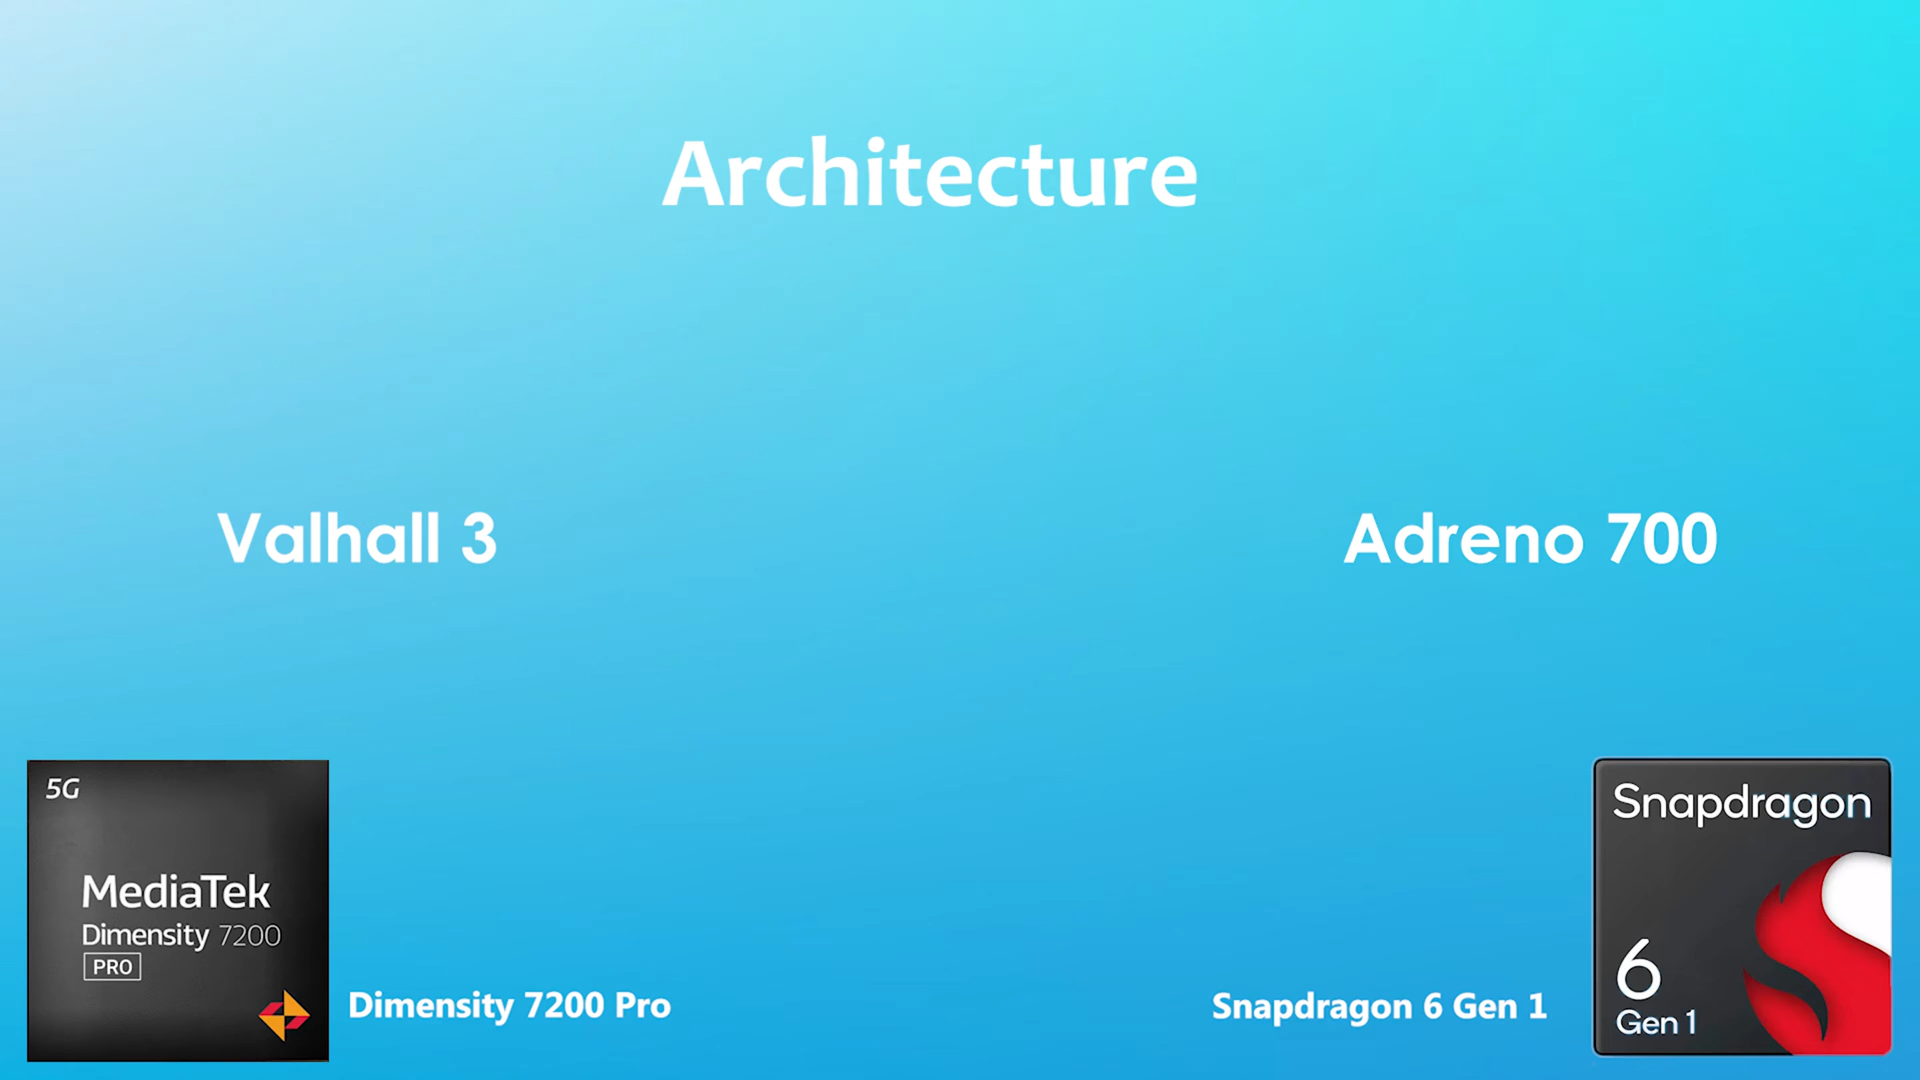 Architecture
Valhall 3
Adreno 700
5G
MediaTek
Dimensity 7200
PRO
Dimensity 7200 Pro
Snapdragon 6 Gen 1
Snapdragon
6
Gen 1